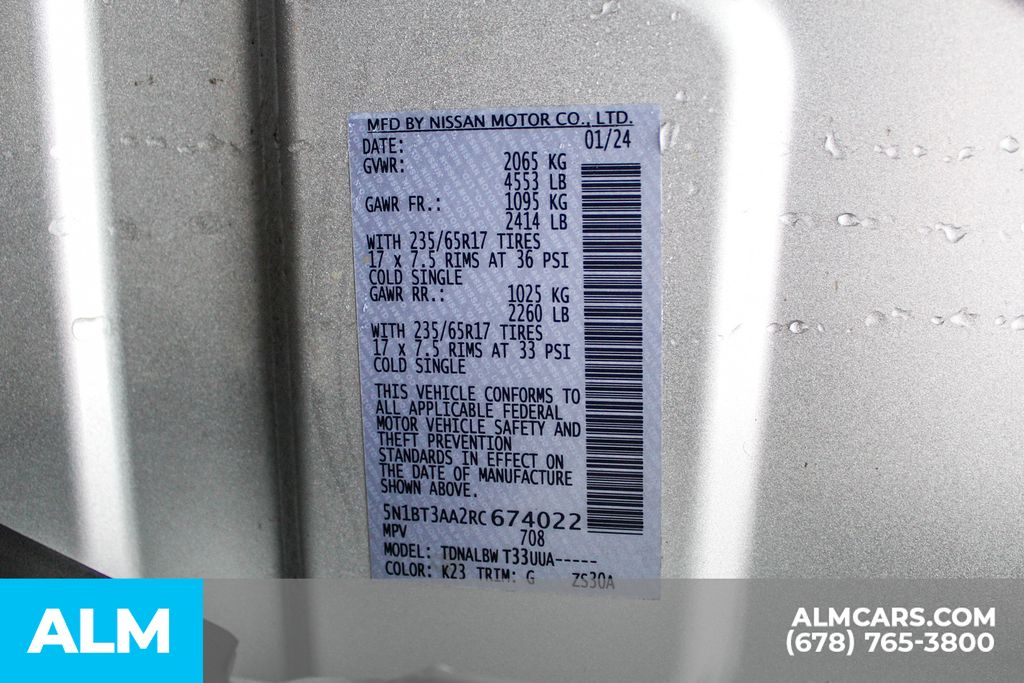 MFD BY NISSAN MOTOR CO., LTD.
DATE: 01/24
GVWR: 2065 KG
4553 LB
GAWR FR.: 1095 KG
2414 LB
WITH 235/65R17 TIRES
17 x 7.5 RIMS AT 36 PSI
COLD SINGLE
GAWR RR.: 1025 KG
2260 LB
WITH 235/65R17 TIRES
17 x 7.5 RIMS AT 33 PSI
COLD SINGLE
THIS VEHICLE CONFORMS TO
ALL APPLICABLE FEDERAL
MOTOR VEHICLE SAFETY AND
THEFT PREVENTION
STANDARDS IN EFFECT ON
THE DATE OF MANUFACTURE
SHOWN ABOVE.
5N1BT3AA2RC674022
MPV 708
MODEL: TDNALBW T33UUA-----
COLOR: K23 TRIM: G ZS30A
ALM
ALMCARS.COM
(678) 765-3800